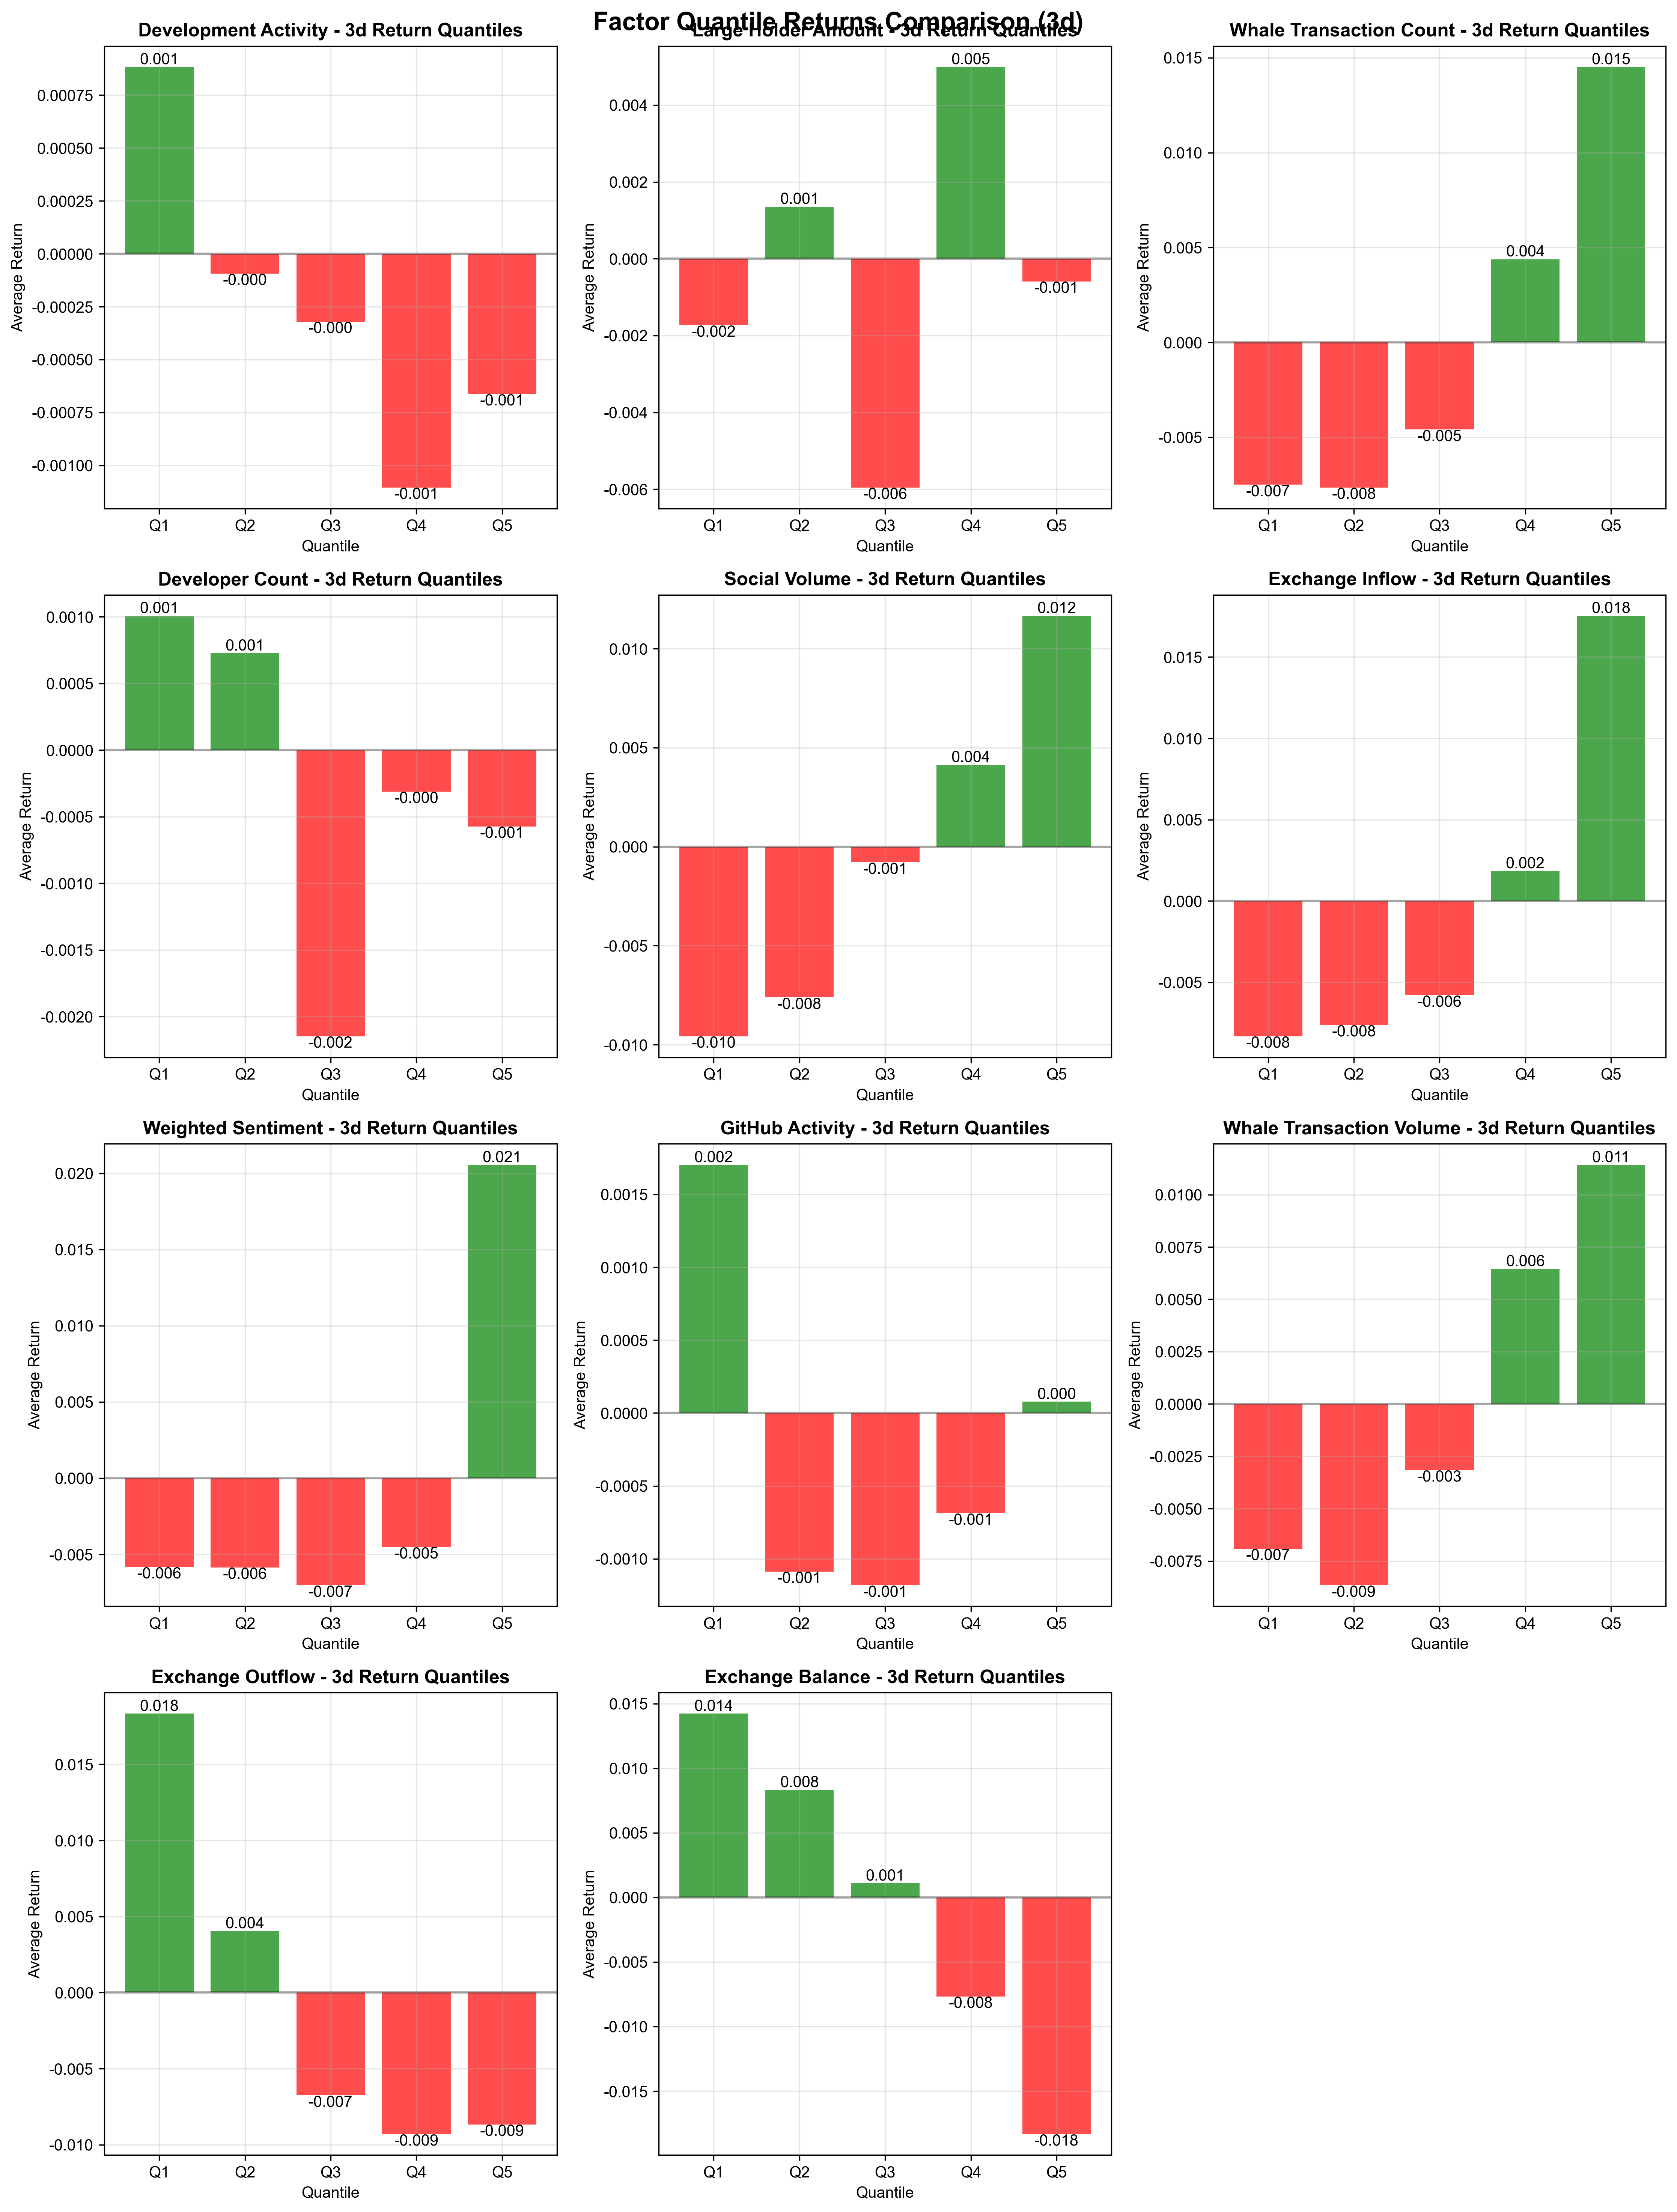 Factor Quantile Returns Comparison (3d)
Development Activity - 3d Return Quantiles
0.00075
0.00050
0.00025
0.00000
-0.00025
-0.00050
-0.00075
-0.00100
Average Return
0.001
-0.000
-0.000
-0.001
-0.001
Q1 Q2 Q3 Q4 Q5
Quantile
Large Holder Amount - 3d Return Quantiles
0.004
0.002
0.000
-0.002
-0.004
-0.006
Average Return
-0.002
0.001
-0.006
0.005
-0.001
Q1 Q2 Q3 Q4 Q5
Quantile
Whale Transaction Count - 3d Return Quantiles
0.015
0.010
0.005
0.000
-0.005
Average Return
-0.007
-0.008
-0.005
0.004
0.015
Q1 Q2 Q3 Q4 Q5
Quantile
Developer Count - 3d Return Quantiles
0.0010
0.0005
0.0000
-0.0005
-0.0010
-0.0015
-0.0020
Average Return
0.001
0.001
-0.002
-0.000
-0.001
Q1 Q2 Q3 Q4 Q5
Quantile
Social Volume - 3d Return Quantiles
0.010
0.005
0.000
-0.005
-0.010
Average Return
-0.010
-0.008
-0.001
0.004
0.012
Q1 Q2 Q3 Q4 Q5
Quantile
Exchange Inflow - 3d Return Quantiles
0.015
0.010
0.005
0.000
-0.005
Average Return
-0.008
-0.008
-0.006
0.002
0.018
Q1 Q2 Q3 Q4 Q5
Quantile
Weighted Sentiment - 3d Return Quantiles
0.020
0.015
0.010
0.005
0.000
-0.005
Average Return
-0.006
-0.006
-0.007
-0.005
0.021
Q1 Q2 Q3 Q4 Q5
Quantile
GitHub Activity - 3d Return Quantiles
0.0015
0.0010
0.0005
0.0000
-0.0005
-0.0010
Average Return
0.002
-0.001
-0.001
-0.001
0.000
Q1 Q2 Q3 Q4 Q5
Quantile
Whale Transaction Volume - 3d Return Quantiles
0.0100
0.0075
0.0050
0.0025
0.0000
-0.0025
-0.0050
-0.0075
Average Return
-0.007
-0.009
-0.003
0.006
0.011
Q1 Q2 Q3 Q4 Q5
Quantile
Exchange Outflow - 3d Return Quantiles
0.015
0.010
0.005
0.000
-0.005
-0.010
Average Return
0.018
0.004
-0.007
-0.009
-0.009
Q1 Q2 Q3 Q4 Q5
Quantile
Exchange Balance - 3d Return Quantiles
0.015
0.010
0.005
0.000
-0.005
-0.010
-0.015
Average Return
0.014
0.008
0.001
-0.008
-0.018
Q1 Q2 Q3 Q4 Q5
Quantile